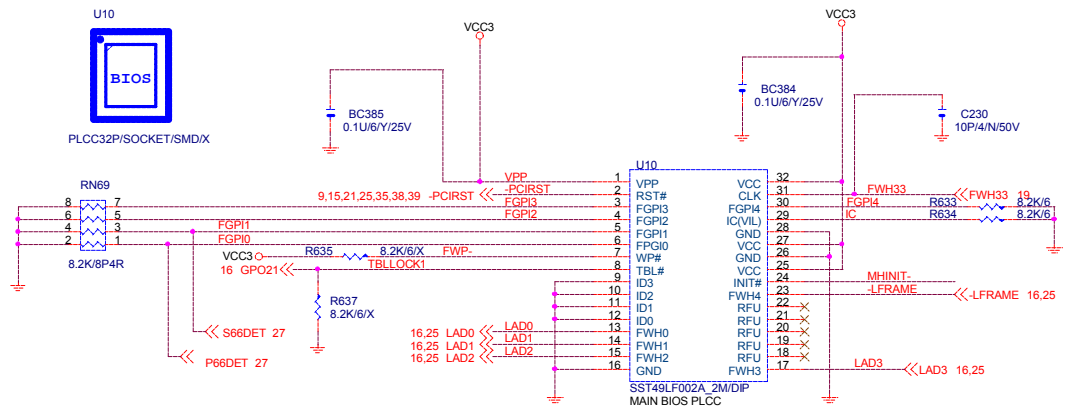 U10
BIOS
PLCC32P/SOCKET/SMD/X
VCC3
BC385
0.1U/6/Y/25V
VCC3
BC384
0.1U/6/Y/25V
C230
10P/4/N/50V
RN69
8 7
6 5
4 3
2 1
8.2K/8P4R
9,15,21,25,35,38,39 -PCIRST
VPP
-PCIRST
FGPI3
FGPI2
FGPI1
FGPI0
VCC3
R635
8.2K/6/X
FWP-
16 GPO21
TBLLOCK1
R637
8.2K/6/X
S66DET 27
P66DET 27
16,25 LAD0
LAD0
16,25 LAD1
LAD1
16,25 LAD2
LAD2
U10
1 VPP VCC 32
2 RST# CLK 31
3 FGPI3 FGPI4 30
4 FGPI2 IC(VIL) 29
5 FGPI1 GND 28
6 FPGI0 VCC 27
7 WP# GND 26
8 TBL# VCC 25
9 ID3 INIT# 24
10 ID2 FWH4 23
11 ID1 RFU 22
12 ID0 RFU 21
13 FWH0 RFU 20
14 FWH1 RFU 19
15 FWH2 RFU 18
16 GND FWH3 17
SST49LF002A_2M/DIP
MAIN BIOS PLCC
FWH33
FWH33 19
FGPI4
R633
8.2K/6
IC
R634
8.2K/6
MHINIT-
-LFRAME
-LFRAME 16,25
LAD3
LAD3 16,25